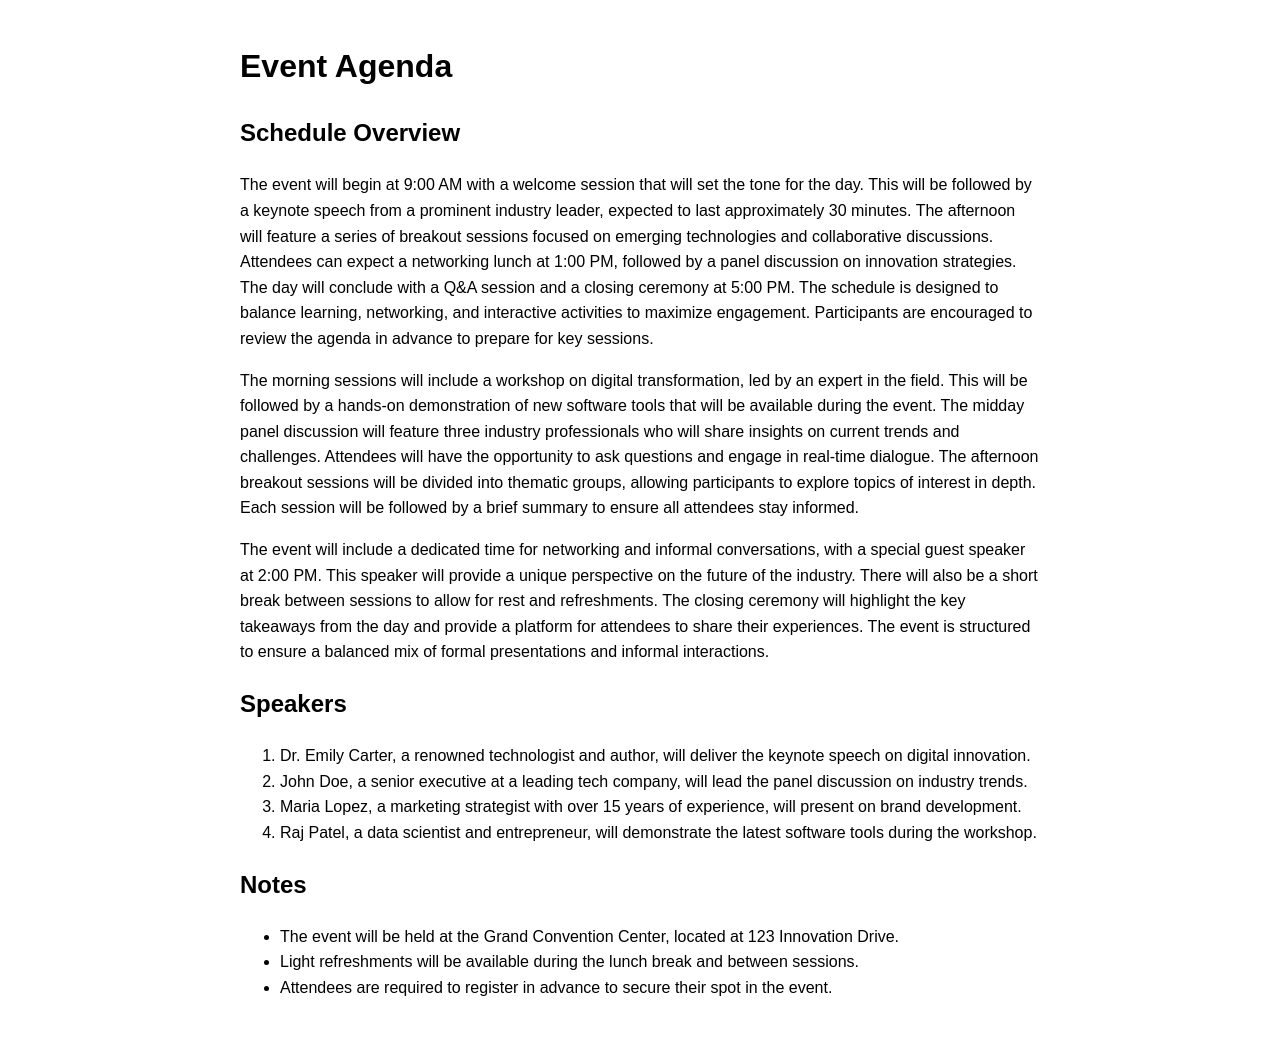 Event Agenda
Schedule Overview
The event will begin at 9:00 AM with a welcome session that will set the tone for the day. This will be followed by
a keynote speech from a prominent industry leader, expected to last approximately 30 minutes. The afternoon
will feature a series of breakout sessions focused on emerging technologies and collaborative discussions.
Attendees can expect a networking lunch at 1:00 PM, followed by a panel discussion on innovation strategies.
The day will conclude with a Q&A session and a closing ceremony at 5:00 PM. The schedule is designed to
balance learning, networking, and interactive activities to maximize engagement. Participants are encouraged to
review the agenda in advance to prepare for key sessions.
The morning sessions will include a workshop on digital transformation, led by an expert in the field. This will be
followed by a hands-on demonstration of new software tools that will be available during the event. The midday
panel discussion will feature three industry professionals who will share insights on current trends and
challenges. Attendees will have the opportunity to ask questions and engage in real-time dialogue. The afternoon
breakout sessions will be divided into thematic groups, allowing participants to explore topics of interest in depth.
Each session will be followed by a brief summary to ensure all attendees stay informed.
The event will include a dedicated time for networking and informal conversations, with a special guest speaker
at 2:00 PM. This speaker will provide a unique perspective on the future of the industry. There will also be a short
break between sessions to allow for rest and refreshments. The closing ceremony will highlight the key
takeaways from the day and provide a platform for attendees to share their experiences. The event is structured
to ensure a balanced mix of formal presentations and informal interactions.
Speakers
1. Dr. Emily Carter, a renowned technologist and author, will deliver the keynote speech on digital innovation.
2. John Doe, a senior executive at a leading tech company, will lead the panel discussion on industry trends.
3. Maria Lopez, a marketing strategist with over 15 years of experience, will present on brand development.
4. Raj Patel, a data scientist and entrepreneur, will demonstrate the latest software tools during the workshop.
Notes
• The event will be held at the Grand Convention Center, located at 123 Innovation Drive.
• Light refreshments will be available during the lunch break and between sessions.
• Attendees are required to register in advance to secure their spot in the event.